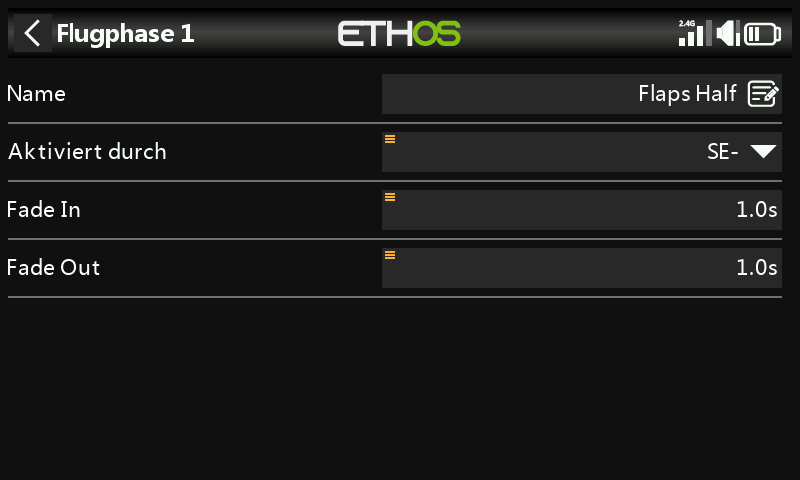 Flugphase 1
ETHOS
2.4G
Name
Flaps Half
Aktiviert durch
SE-
Fade In
1.0s
Fade Out
1.0s